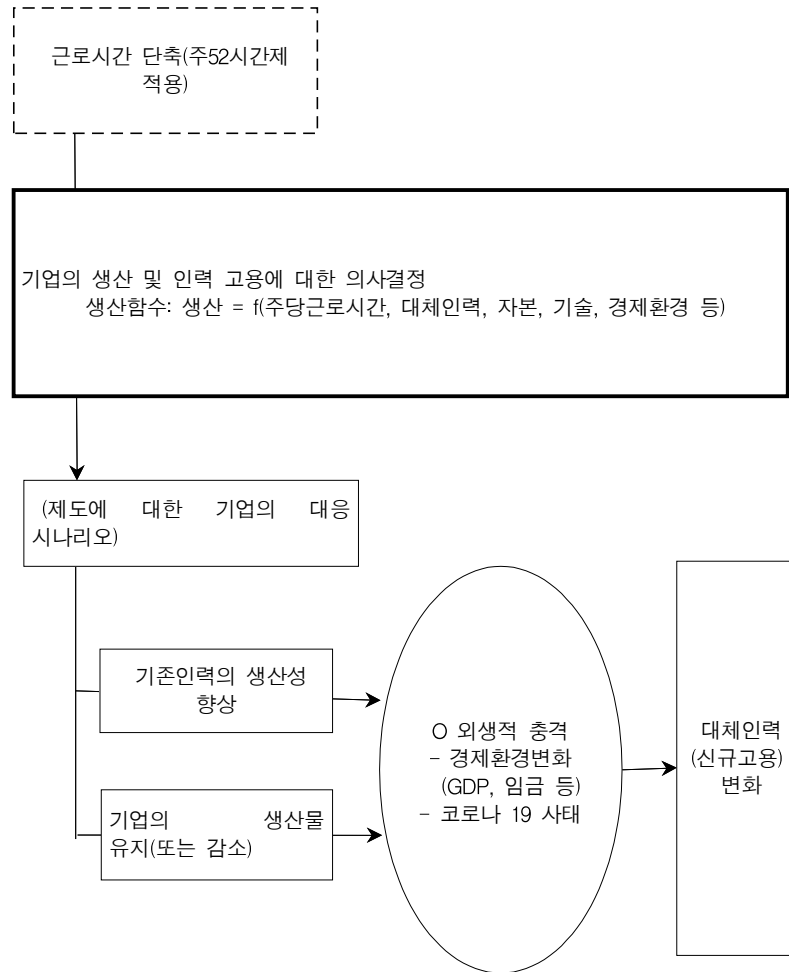 근로시간 단축(주52시간제
적용)
기업의 생산 및 인력 고용에 대한 의사결정
생산함수: 생산 = f(주당근로시간, 대체인력, 자본, 기술, 경제환경 등)
(제도에 대한 기업의 대응
시나리오)
기존인력의 생산성
향상
기업의 생산물
유지(또는 감소)
O 외생적 충격
- 경제환경변화
(GDP, 임금 등)
- 코로나 19 사태
대체인력
(신규고용)
변화